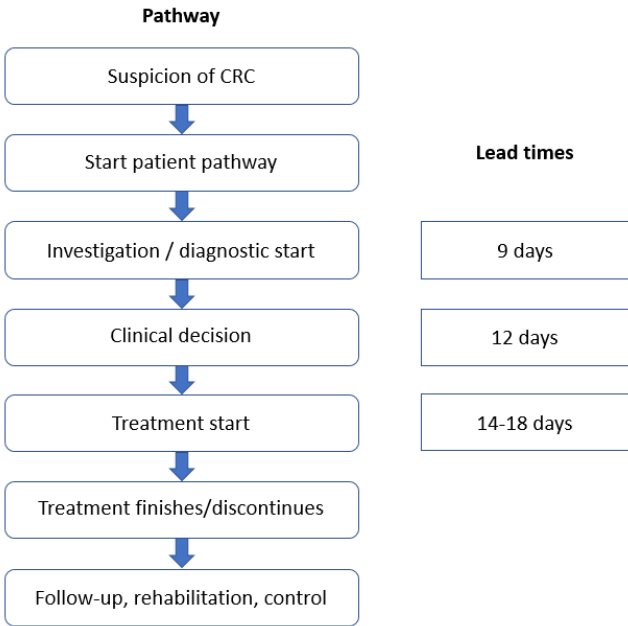 Pathway
Suspicion of CRC
Start patient pathway
Lead times
Investigation / diagnostic start
9 days
Clinical decision
12 days
Treatment start
14-18 days
Treatment finishes/discontinues
Follow-up, rehabilitation, control